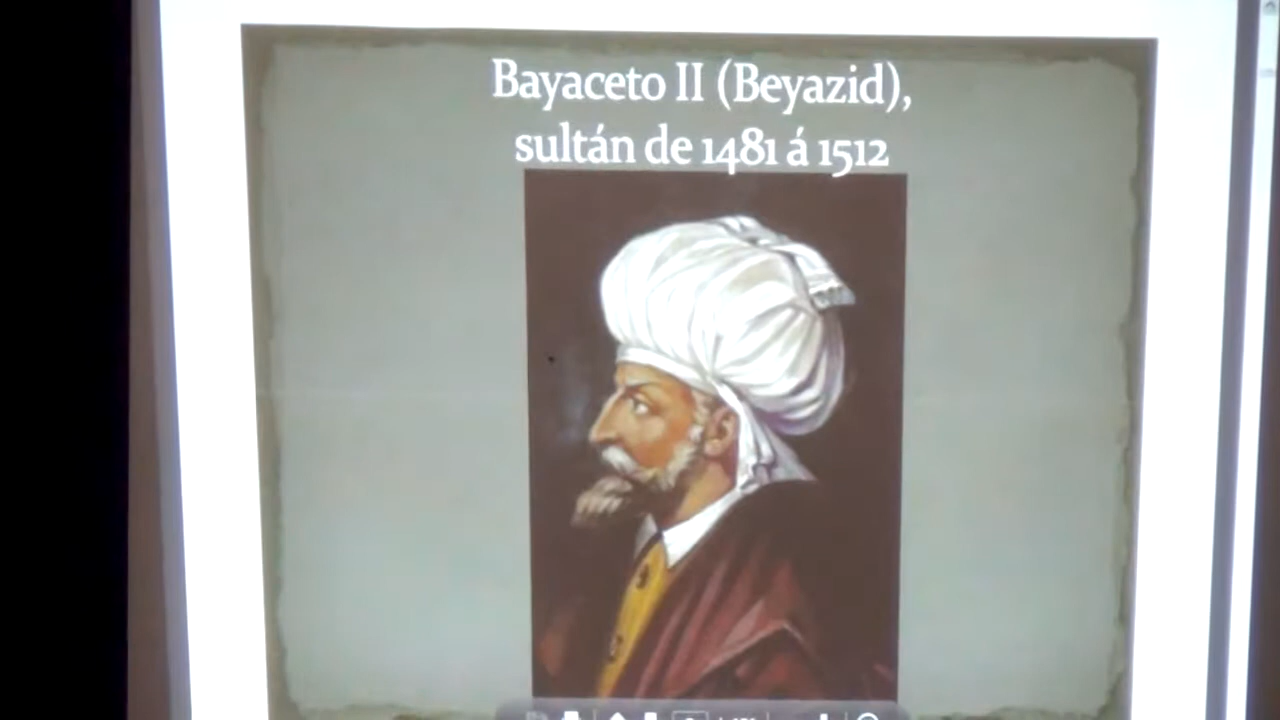 Bayaceto II (Beyazid),
sultán de 1481 á 1512